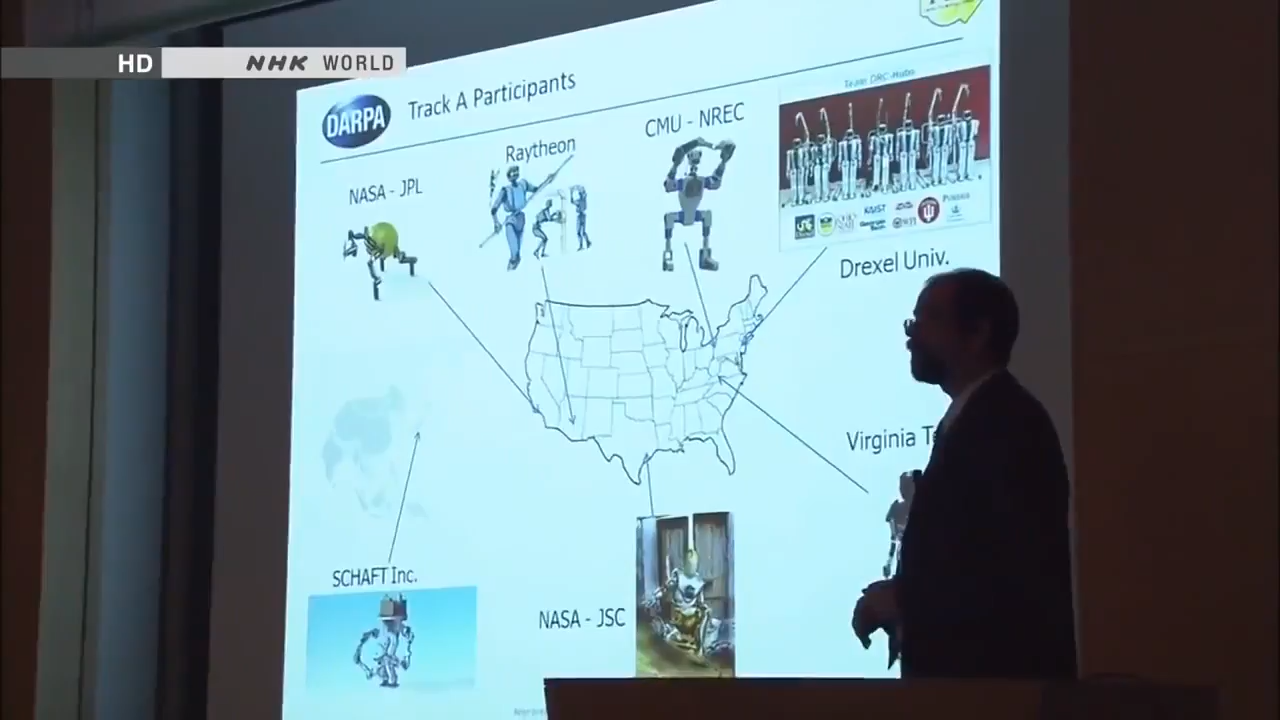 HD
NHK WORLD
DARPA
Track A Participants
NASA - JPL
Raytheon
CMU - NREC
Team DRC-Hubo
KAIST
Drexel Univ.
Virginia
SCHAFT Inc.
NASA - JSC